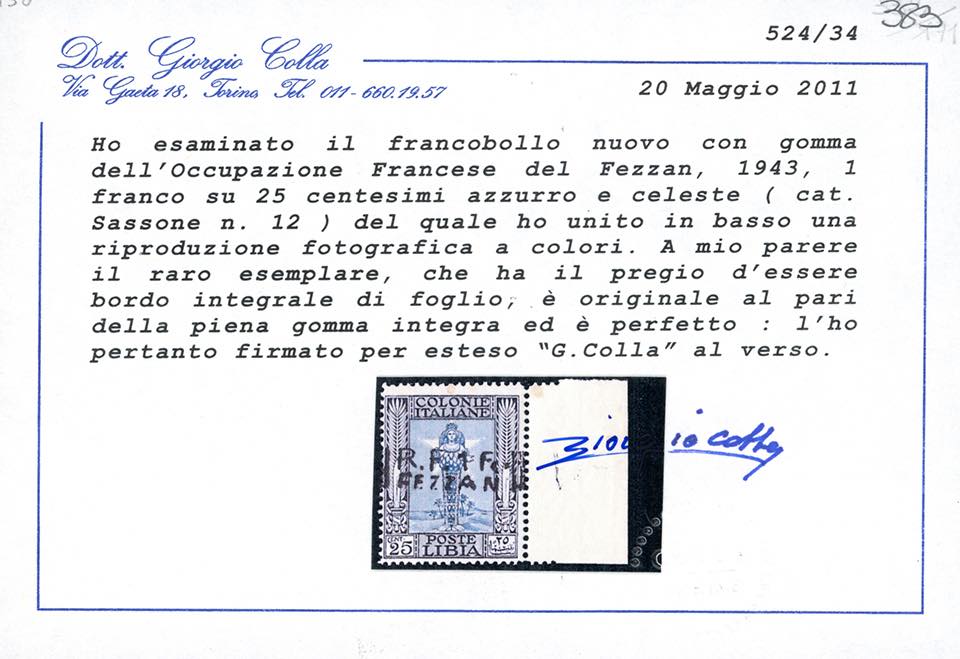 383
524/34
Dott. Giorgio Colla
Via Gaeta 18, Torino, Tel. 011-660.19.57
20 Maggio 2011
Ho esaminato il francobollo nuovo con gomma
dell'Occupazione Francese del Fezzan, 1943, 1
franco su 25 centesimi azzurro e celeste ( cat.
Sassone n. 12 ) del quale ho unito in basso una
riproduzione fotografica a colori. A mio parere
il raro esemplare, che ha il pregio d'essere
bordo integrale di foglio, è originale al pari
della piena gomma integra ed è perfetto : l'ho
pertanto firmato per esteso "G.Colla" al verso.
COLONIE
ITALIANE
R.F.
FEZZAN
CENT
25
POSTE
LIBIA
٢٥